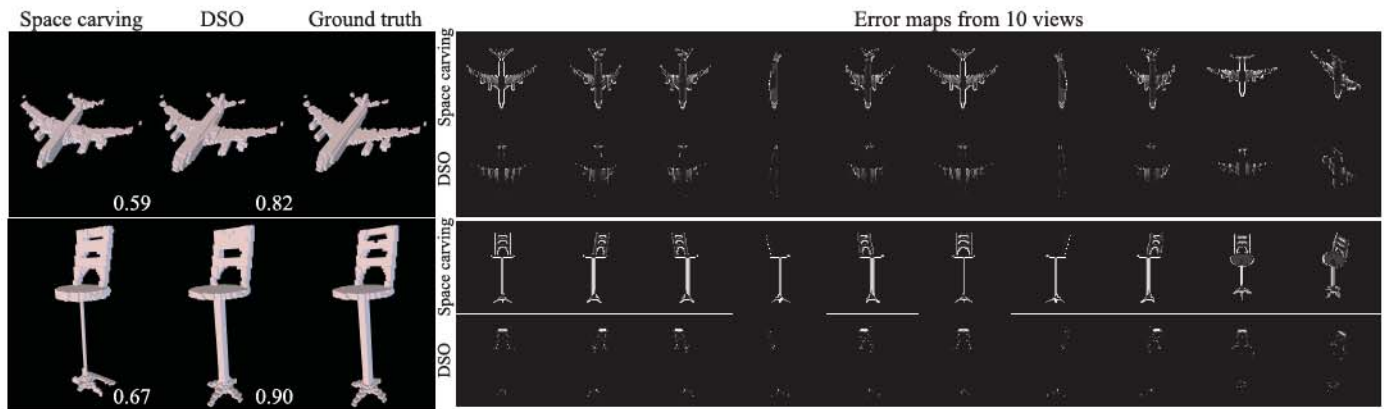 Space carving DSO Ground truth Error maps from 10 views
Space carving
DSO
0.59 0.82
Space carving
DSO
0.67 0.90